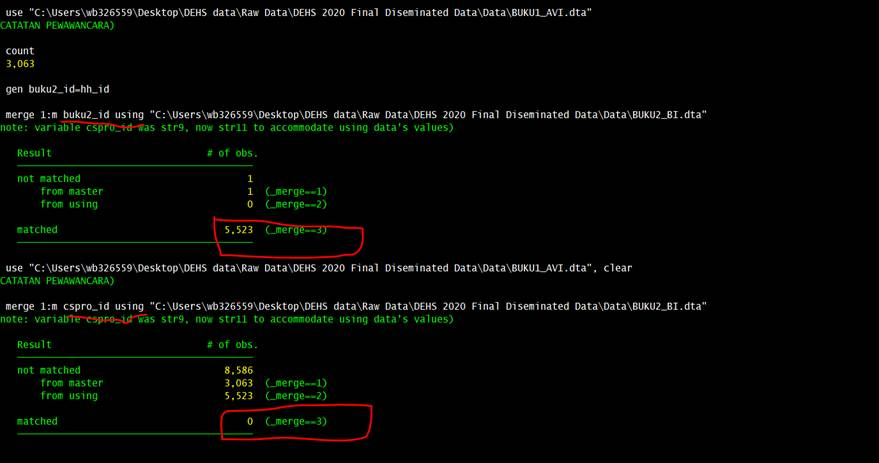 use "C:\Users\wb326559\Desktop\DEHS data\Raw Data\DEHS 2020 Final Diseminated Data\Data\BUKU1_AVI.dta"
CATATAN PEWAWANCARA)
count
3,063
gen buku2_id=hh_id
merge 1:m buku2_id using "C:\Users\wb326559\Desktop\DEHS data\Raw Data\DEHS 2020 Final Diseminated Data\Data\BUKU2_BI.dta"
note: variable cspro_id was str9, now str11 to accommodate using data's values)
Result # of obs.
not matched 1
from master 1 (_merge==1)
from using 0 (_merge==2)
matched 5,523 (_merge==3)
use "C:\Users\wb326559\Desktop\DEHS data\Raw Data\DEHS 2020 Final Diseminated Data\Data\BUKU1_AVI.dta", clear
CATATAN PEWAWANCARA)
merge 1:m cspro_id using "C:\Users\wb326559\Desktop\DEHS data\Raw Data\DEHS 2020 Final Diseminated Data\Data\BUKU2_BI.dta"
note: variable cspro_id was str9, now str11 to accommodate using data's values)
Result # of obs.
not matched 8,586
from master 3,063 (_merge==1)
from using 5,523 (_merge==2)
matched 0 (_merge==3)